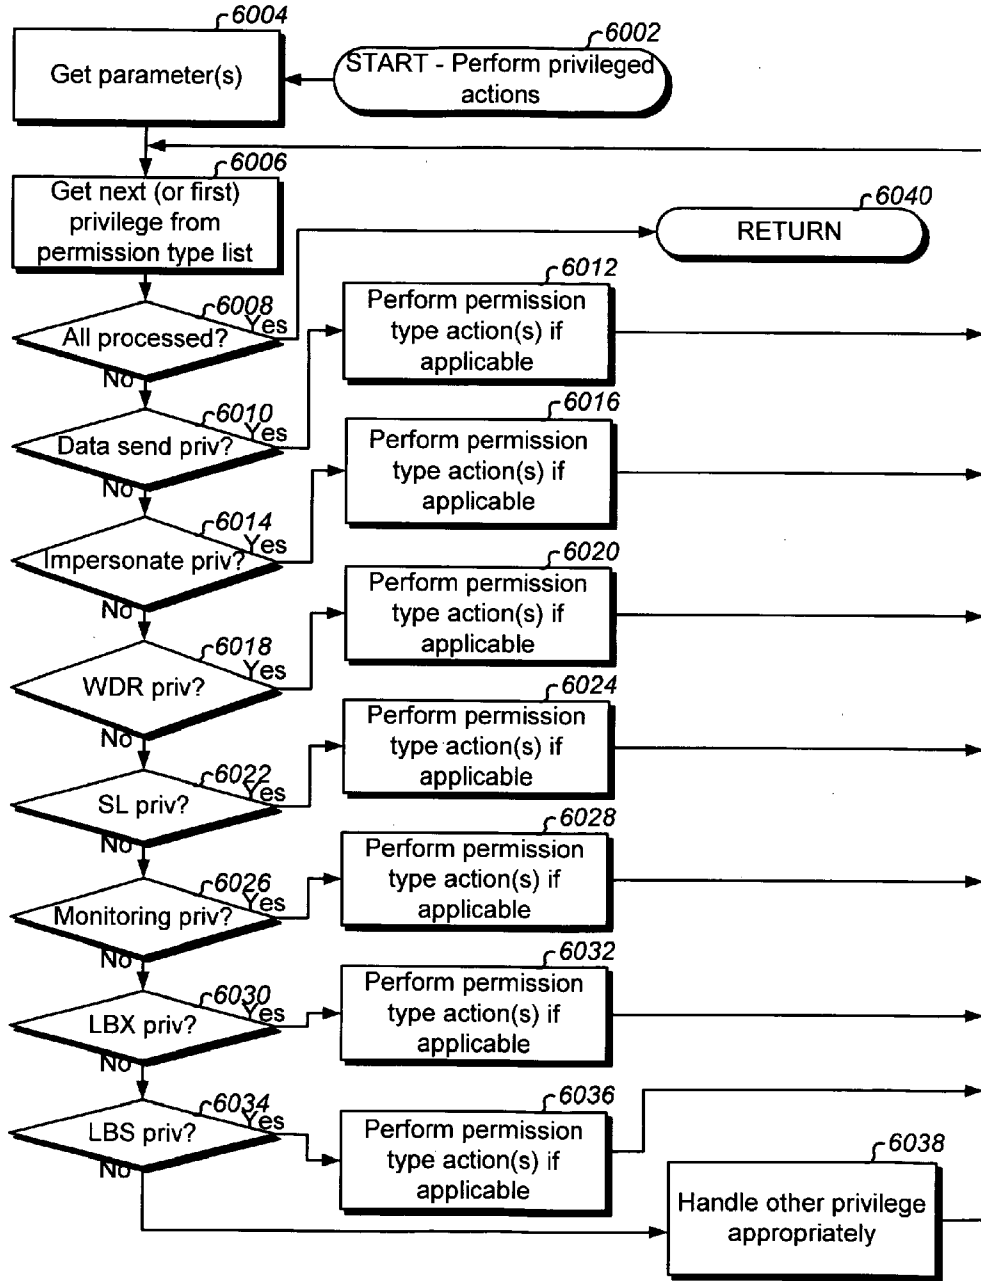 6004
6002
Get parameter(s)
START - Perform privileged
actions
6006
Get next (or first)
privilege from
permission type list
6040
RETURN
6008
Yes
All processed?
No
6012
Perform permission
type action(s) if
applicable
6010
Yes
Data send priv?
No
6016
Perform permission
type action(s) if
applicable
6014
Yes
Impersonate priv?
No
6020
Perform permission
type action(s) if
applicable
6018
Yes
WDR priv?
No
6024
Perform permission
type action(s) if
applicable
6022
Yes
SL priv?
No
6028
Perform permission
type action(s) if
applicable
6026
Yes
Monitoring priv?
No
6032
Perform permission
type action(s) if
applicable
6030
Yes
LBX priv?
No
6036
Perform permission
type action(s) if
applicable
6034
Yes
LBS priv?
No
6038
Handle other privilege
appropriately